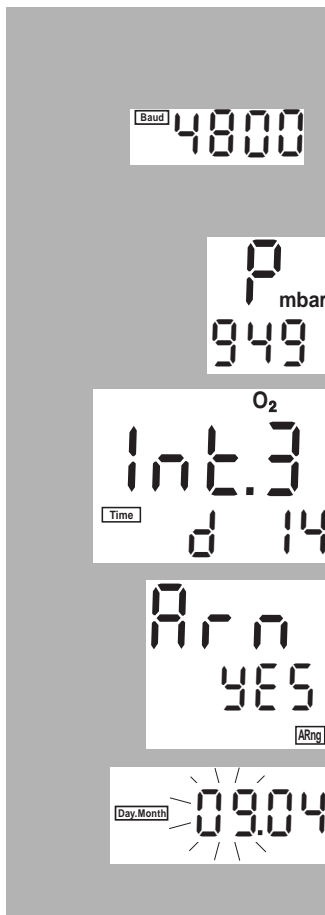 Baud 4800
P mbar
949
O₂
Int.3
Time d 14
Arn
YES
ARng
Day.Month 09.04